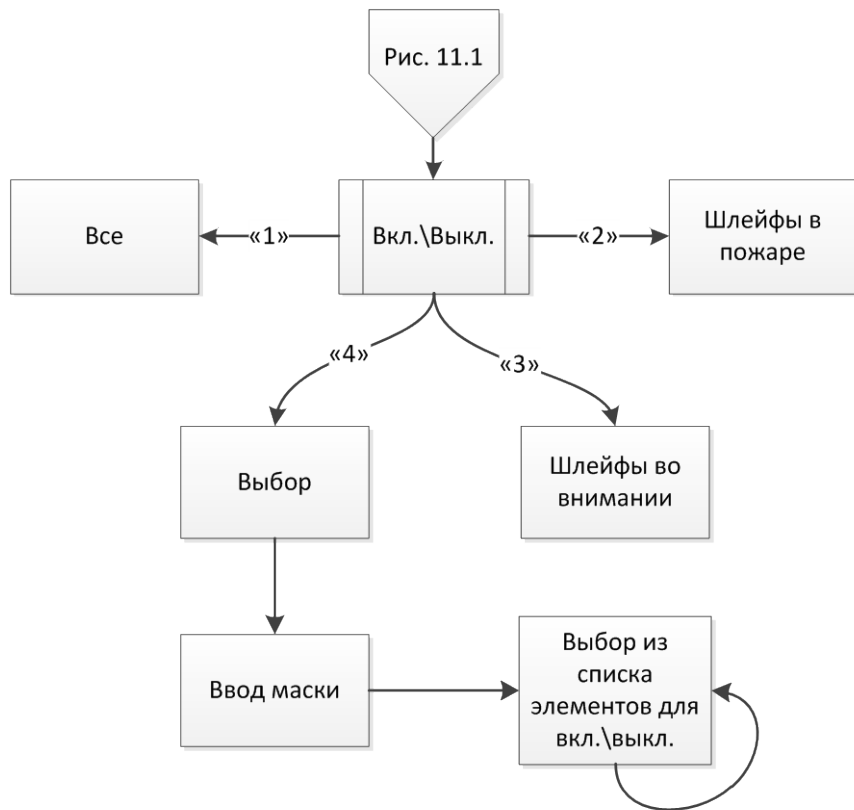 Рис. 11.1
Все
«1»
Вкл.\Выкл.
«2»
Шлейфы в
пожаре
«4»
«3»
Выбор
Шлейфы во
внимании
Ввод маски
Выбор из
списка
элементов для
вкл.\выкл.